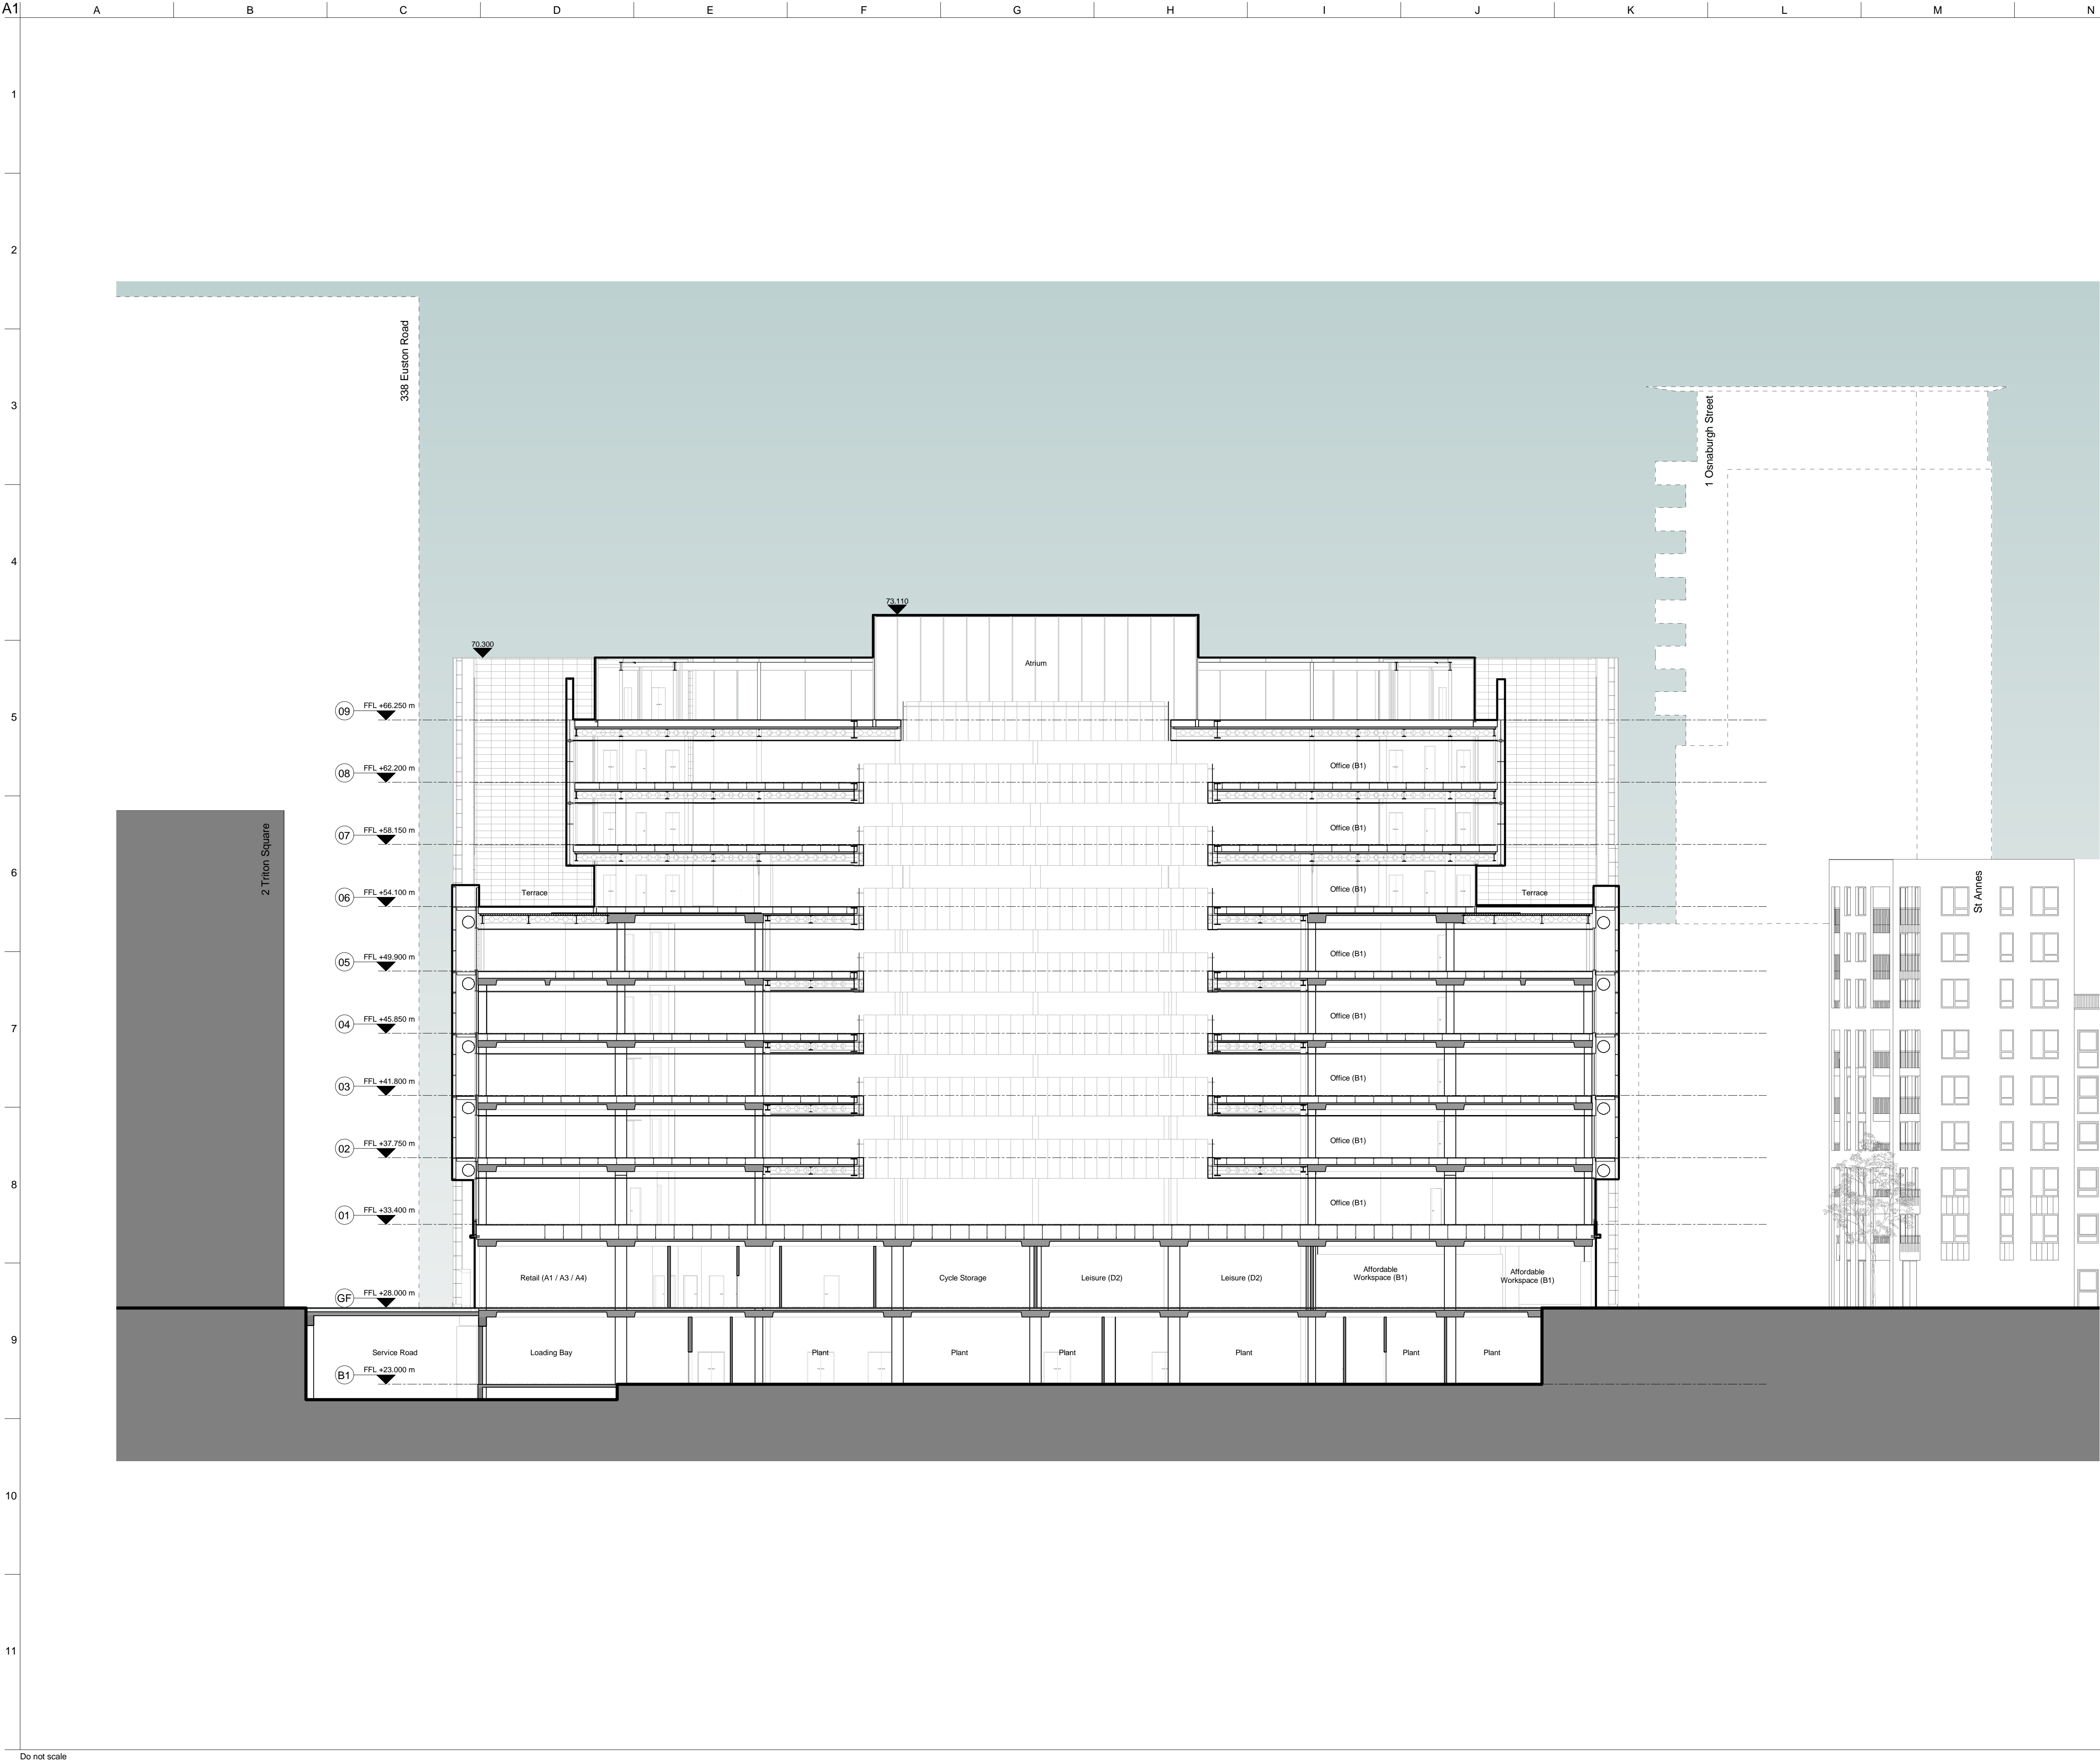 A1
A B C D E F G H I J K L M N
1
2
338 Euston Road
3
1 Osnaburgh Street
4
73.110
70.300
Atrium
5
09 FFL +66.250 m
Office (B1)
08 FFL +62.200 m
2 Triton Square
07 FFL +58.150 m
Office (B1)
6
St Annes
Terrace
Office (B1)
Terrace
06 FFL +54.100 m
Office (B1)
05 FFL +49.900 m
Office (B1)
7
04 FFL +45.850 m
Office (B1)
03 FFL +41.800 m
Office (B1)
02 FFL +37.750 m
8
Office (B1)
01 FFL +33.400 m
Retail (A1 / A3 / A4)
Cycle Storage
Leisure (D2)
Leisure (D2)
Affordable
Workspace (B1)
Affordable
Workspace (B1)
GF FFL +28.000 m
9
Service Road
Loading Bay
Plant
Plant
Plant
Plant
Plant
Plant
B1 FFL +23.000 m
10
11
Do not scale